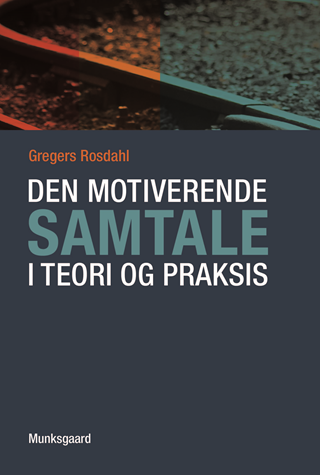 Gregers Rosdahl
DEN MOTIVERENDE
SAMTALE
I TEORI OG PRAKSIS
Munksgaard